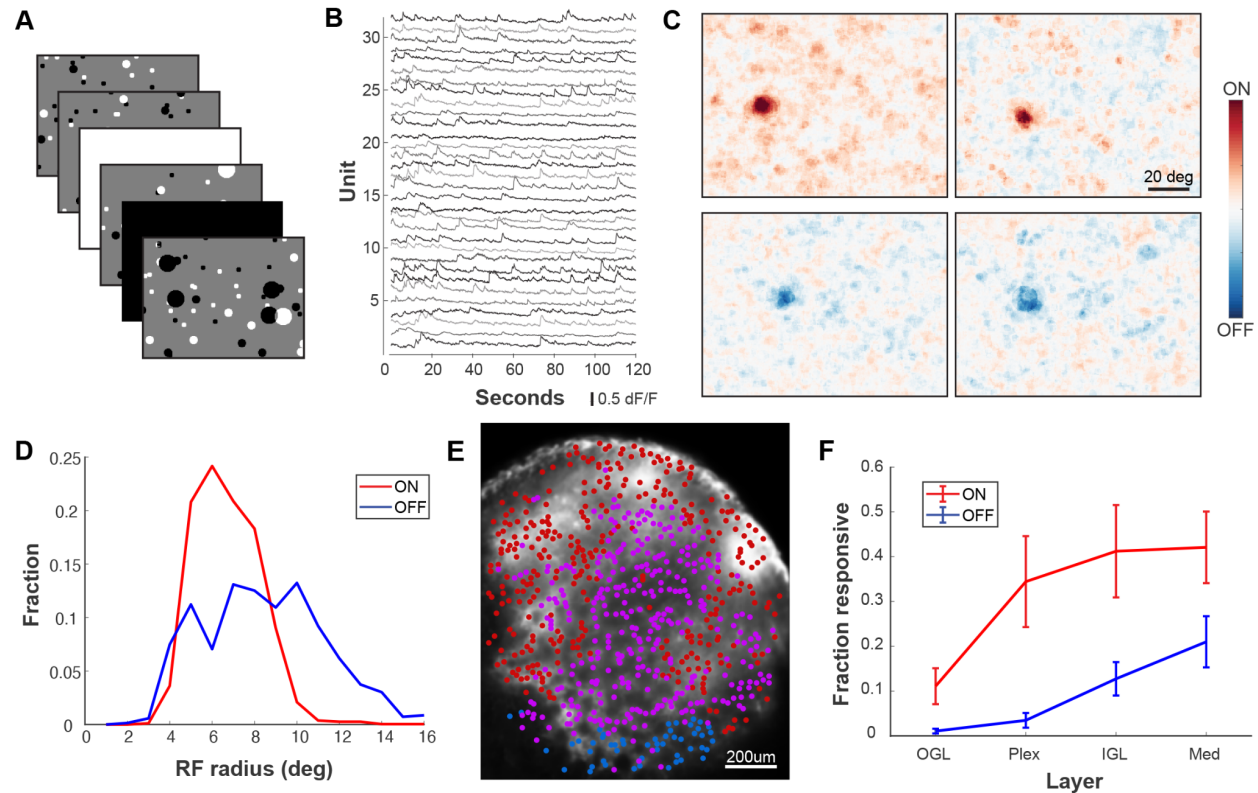 A
B
30
25
20
15
10
5
Unit
0
20
40
60
80
100
120
Seconds
0.5 dF/F
C
20 deg
ON
OFF
D
0.25
0.2
0.15
0.1
0.05
0
Fraction
ON
OFF
0
2
4
6
8
10
12
14
16
RF radius (deg)
E
200um
F
0.6
0.5
0.4
0.3
0.2
0.1
0
Fraction responsive
ON
OFF
OGL
Plex
IGL
Med
Layer